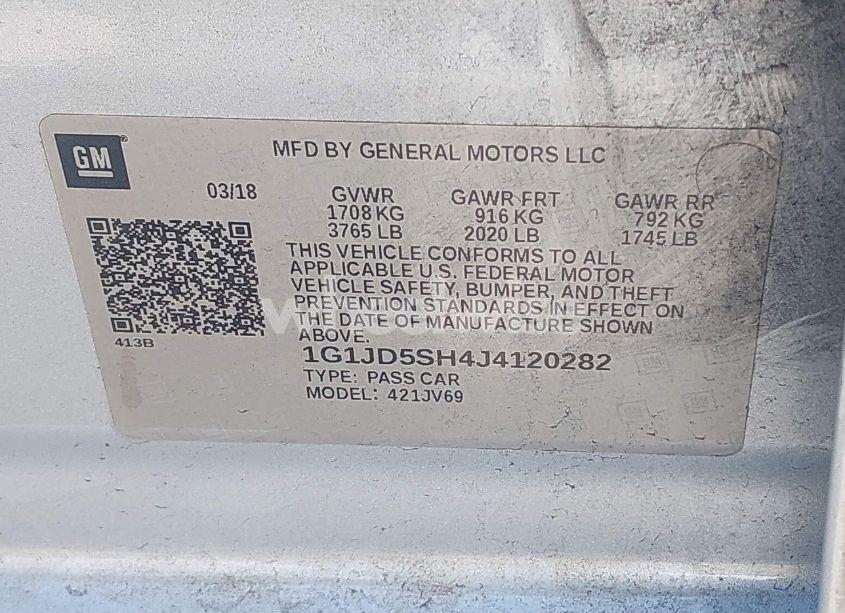 GM
MFD BY GENERAL MOTORS LLC
03/18
GVWR GAWR FRT GAWR RR
1708 KG 916 KG 792 KG
3765 LB 2020 LB 1745 LB
THIS VEHICLE CONFORMS TO ALL
APPLICABLE U.S. FEDERAL MOTOR
VEHICLE SAFETY, BUMPER, AND THEFT
PREVENTION STANDARDS IN EFFECT ON
THE DATE OF MANUFACTURE SHOWN
ABOVE.
413B
1G1JD5SH4J4120282
TYPE: PASS CAR
MODEL: 421JV69